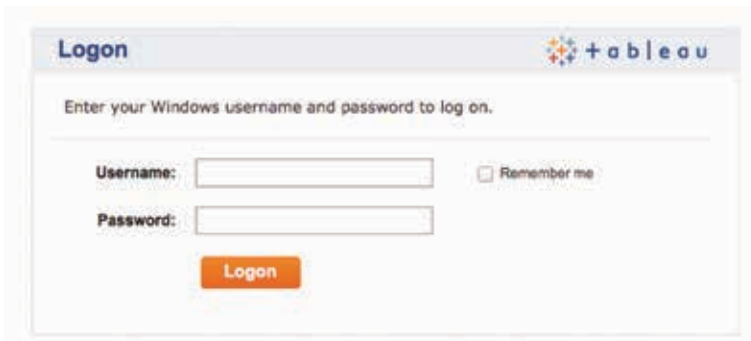 Logon
+ableau
Enter your Windows username and password to log on.
Username:
Remember me
Password:
Logon